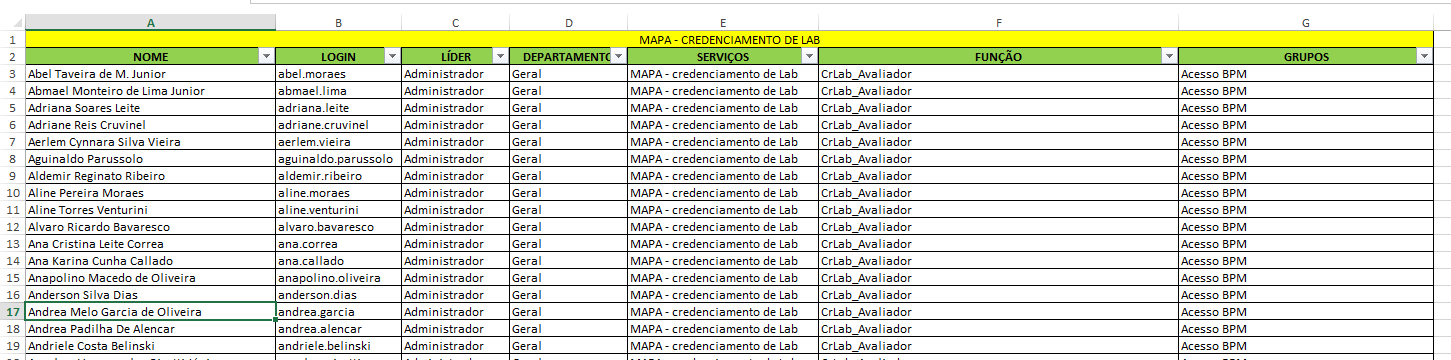 A B C D E F G
1 MAPA - CREDENCIAMENTO DE LAB
2 NOME LOGIN LÍDER DEPARTAMENTO SERVIÇOS FUNÇÃO GRUPOS
3 Abel Taveira de M. Junior abel.moraes Administrador Geral MAPA - credenciamento de Lab CrLab_Avaliador Acesso BPM
4 Abmael Monteiro de Lima Junior abmael.lima Administrador Geral MAPA - credenciamento de Lab CrLab_Avaliador Acesso BPM
5 Adriana Soares Leite adriana.leite Administrador Geral MAPA - credenciamento de Lab CrLab_Avaliador Acesso BPM
6 Adriane Reis Cruvinel adriane.cruvinel Administrador Geral MAPA - credenciamento de Lab CrLab_Avaliador Acesso BPM
7 Aerlem Cynnara Silva Vieira aerlem.vieira Administrador Geral MAPA - credenciamento de Lab CrLab_Avaliador Acesso BPM
8 Aguinaldo Parussolo aguinaldo.parussolo Administrador Geral MAPA - credenciamento de Lab CrLab_Avaliador Acesso BPM
9 Aldemir Reginato Ribeiro aldemir.ribeiro Administrador Geral MAPA - credenciamento de Lab CrLab_Avaliador Acesso BPM
10 Aline Pereira Moraes aline.moraes Administrador Geral MAPA - credenciamento de Lab CrLab_Avaliador Acesso BPM
11 Aline Torres Venturini aline.venturini Administrador Geral MAPA - credenciamento de Lab CrLab_Avaliador Acesso BPM
12 Alvaro Ricardo Bavaresco alvaro.bavaresco Administrador Geral MAPA - credenciamento de Lab CrLab_Avaliador Acesso BPM
13 Ana Cristina Leite Correa ana.correa Administrador Geral MAPA - credenciamento de Lab CrLab_Avaliador Acesso BPM
14 Ana Karina Cunha Callado ana.callado Administrador Geral MAPA - credenciamento de Lab CrLab_Avaliador Acesso BPM
15 Anapolino Macedo de Oliveira anapolino.oliveira Administrador Geral MAPA - credenciamento de Lab CrLab_Avaliador Acesso BPM
16 Anderson Silva Dias anderson.dias Administrador Geral MAPA - credenciamento de Lab CrLab_Avaliador Acesso BPM
17 Andrea Melo Garcia de Oliveira andrea.garcia Administrador Geral MAPA - credenciamento de Lab CrLab_Avaliador Acesso BPM
18 Andrea Padilha De Alencar andrea.alencar Administrador Geral MAPA - credenciamento de Lab CrLab_Avaliador Acesso BPM
19 Andriele Costa Belinski andriele.belinski Administrador Geral MAPA - credenciamento de Lab CrLab_Avaliador Acesso BPM